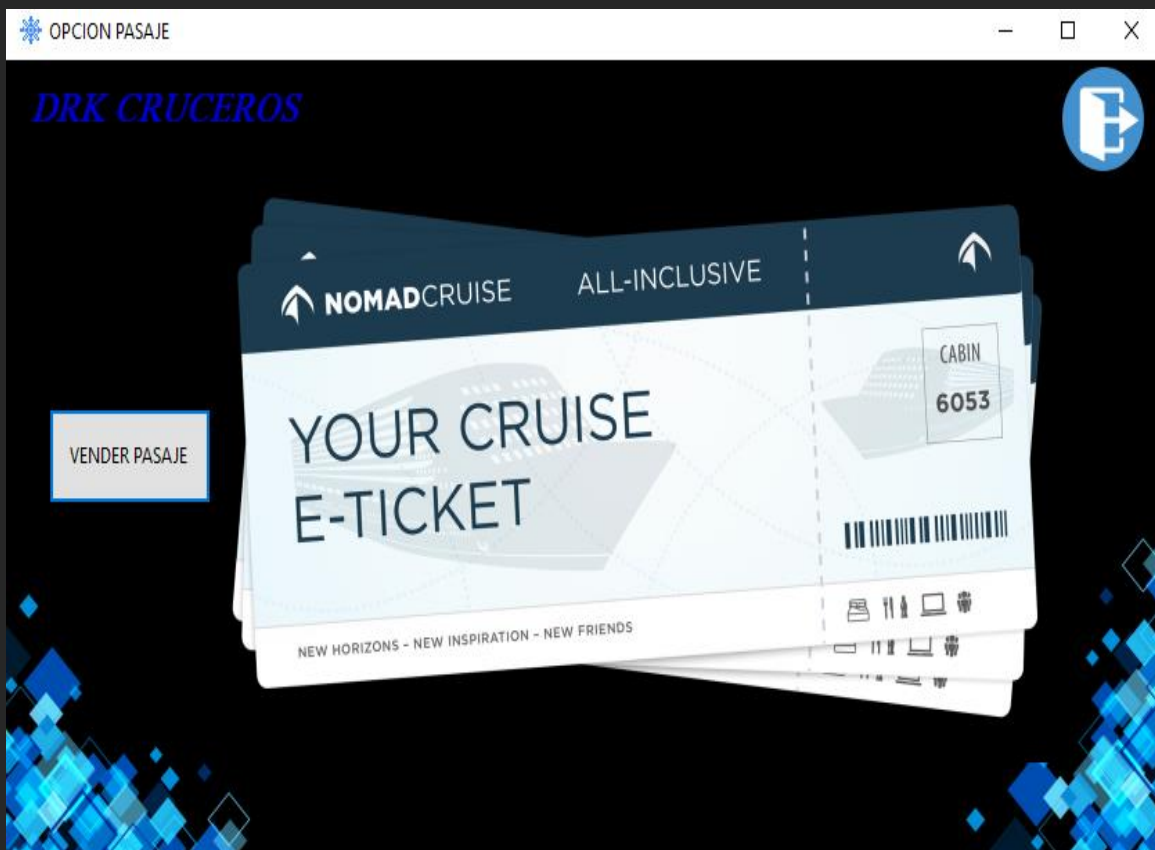 OPCION PASAJE
DRK CRUCEROS
NOMADCRUISE ALL-INCLUSIVE
CABIN
6053
YOUR CRUISE
E-TICKET
VENDER PASAJE
NEW HORIZONS – NEW INSPIRATION – NEW FRIENDS